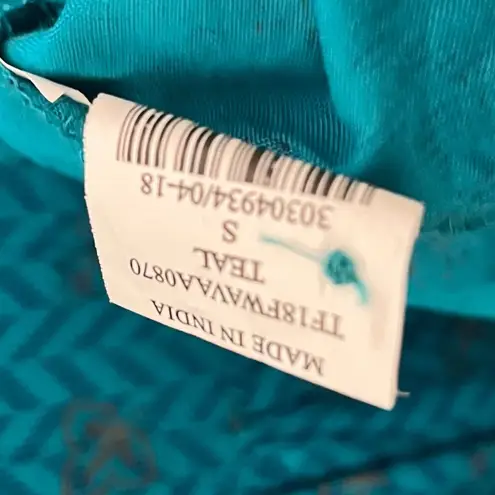 30304934/04-18
S
TEAL
TF18FWAVAA0870
MADE IN INDIA